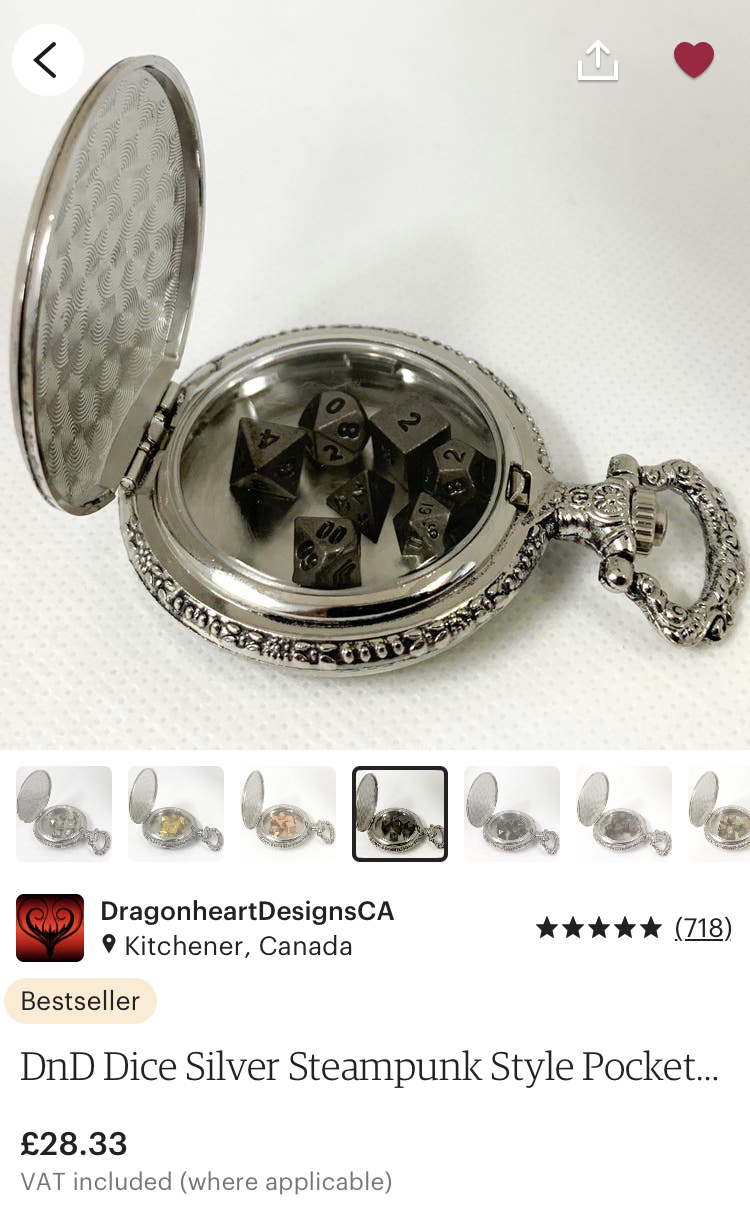 DragonheartDesignsCA
Kitchener, Canada
(718)
Bestseller
DnD Dice Silver Steampunk Style Pocket...
£28.33
VAT included (where applicable)